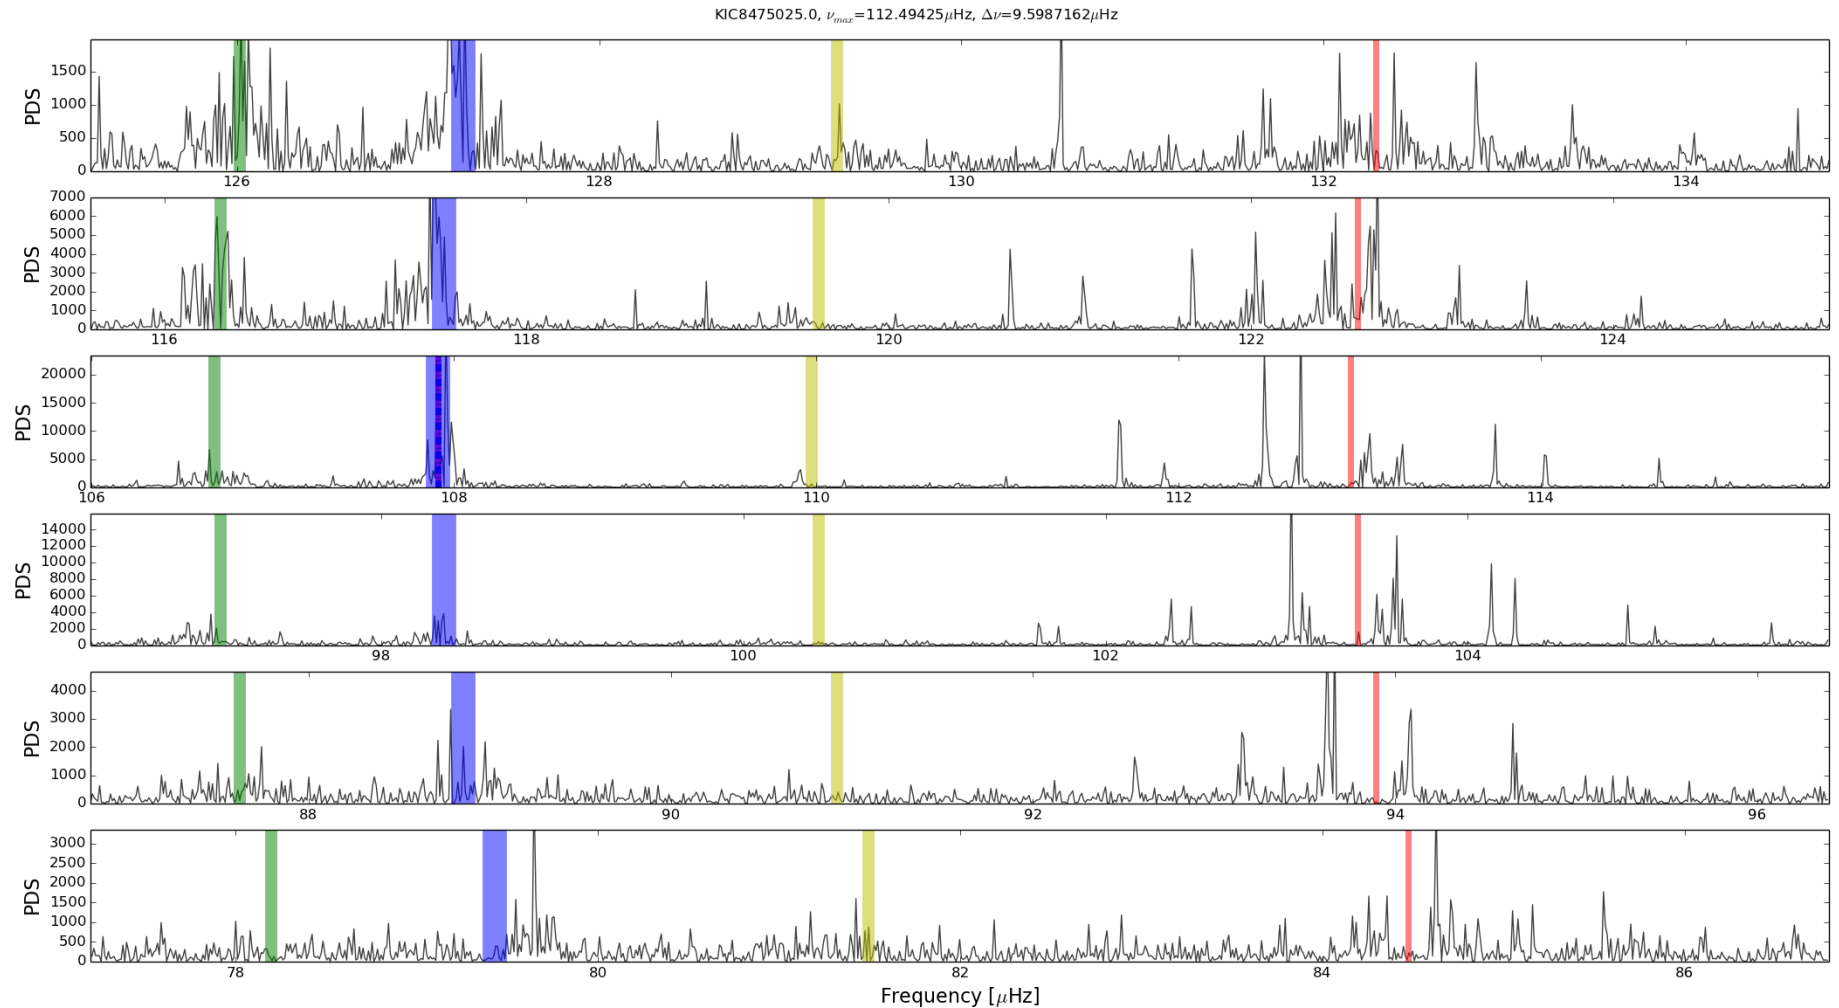 KIC8475025.0, ν_max=112.49425μHz, Δν=9.5987162μHz
PDS
1500
1000
500
0
126 128 130 132 134
PDS
7000
6000
5000
4000
3000
2000
1000
0
116 118 120 122 124
PDS
20000
15000
10000
5000
0
106 108 110 112 114
PDS
14000
12000
10000
8000
6000
4000
2000
0
98 100 102 104
PDS
4000
3000
2000
1000
0
88 90 92 94 96
PDS
3000
2500
2000
1500
1000
500
0
78 80 82 84 86
Frequency [μHz]